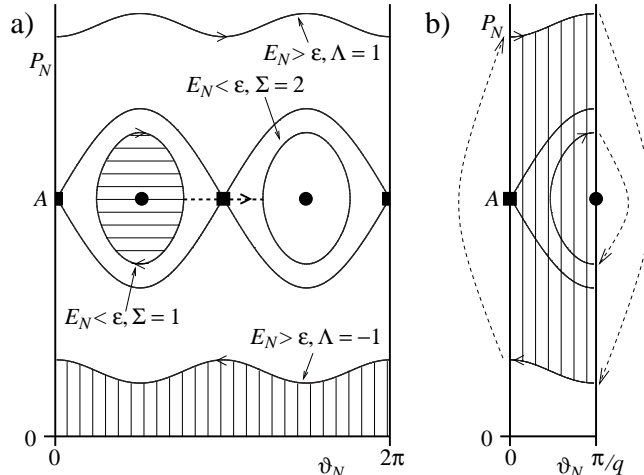 a)
P_N
E_N > ε, Λ = 1
E_N < ε, Σ = 2
A
E_N < ε, Σ = 1
E_N > ε, Λ = −1
0
0
ϑ_N
2π
b)
P_N
A
0
0
ϑ_N
π/q